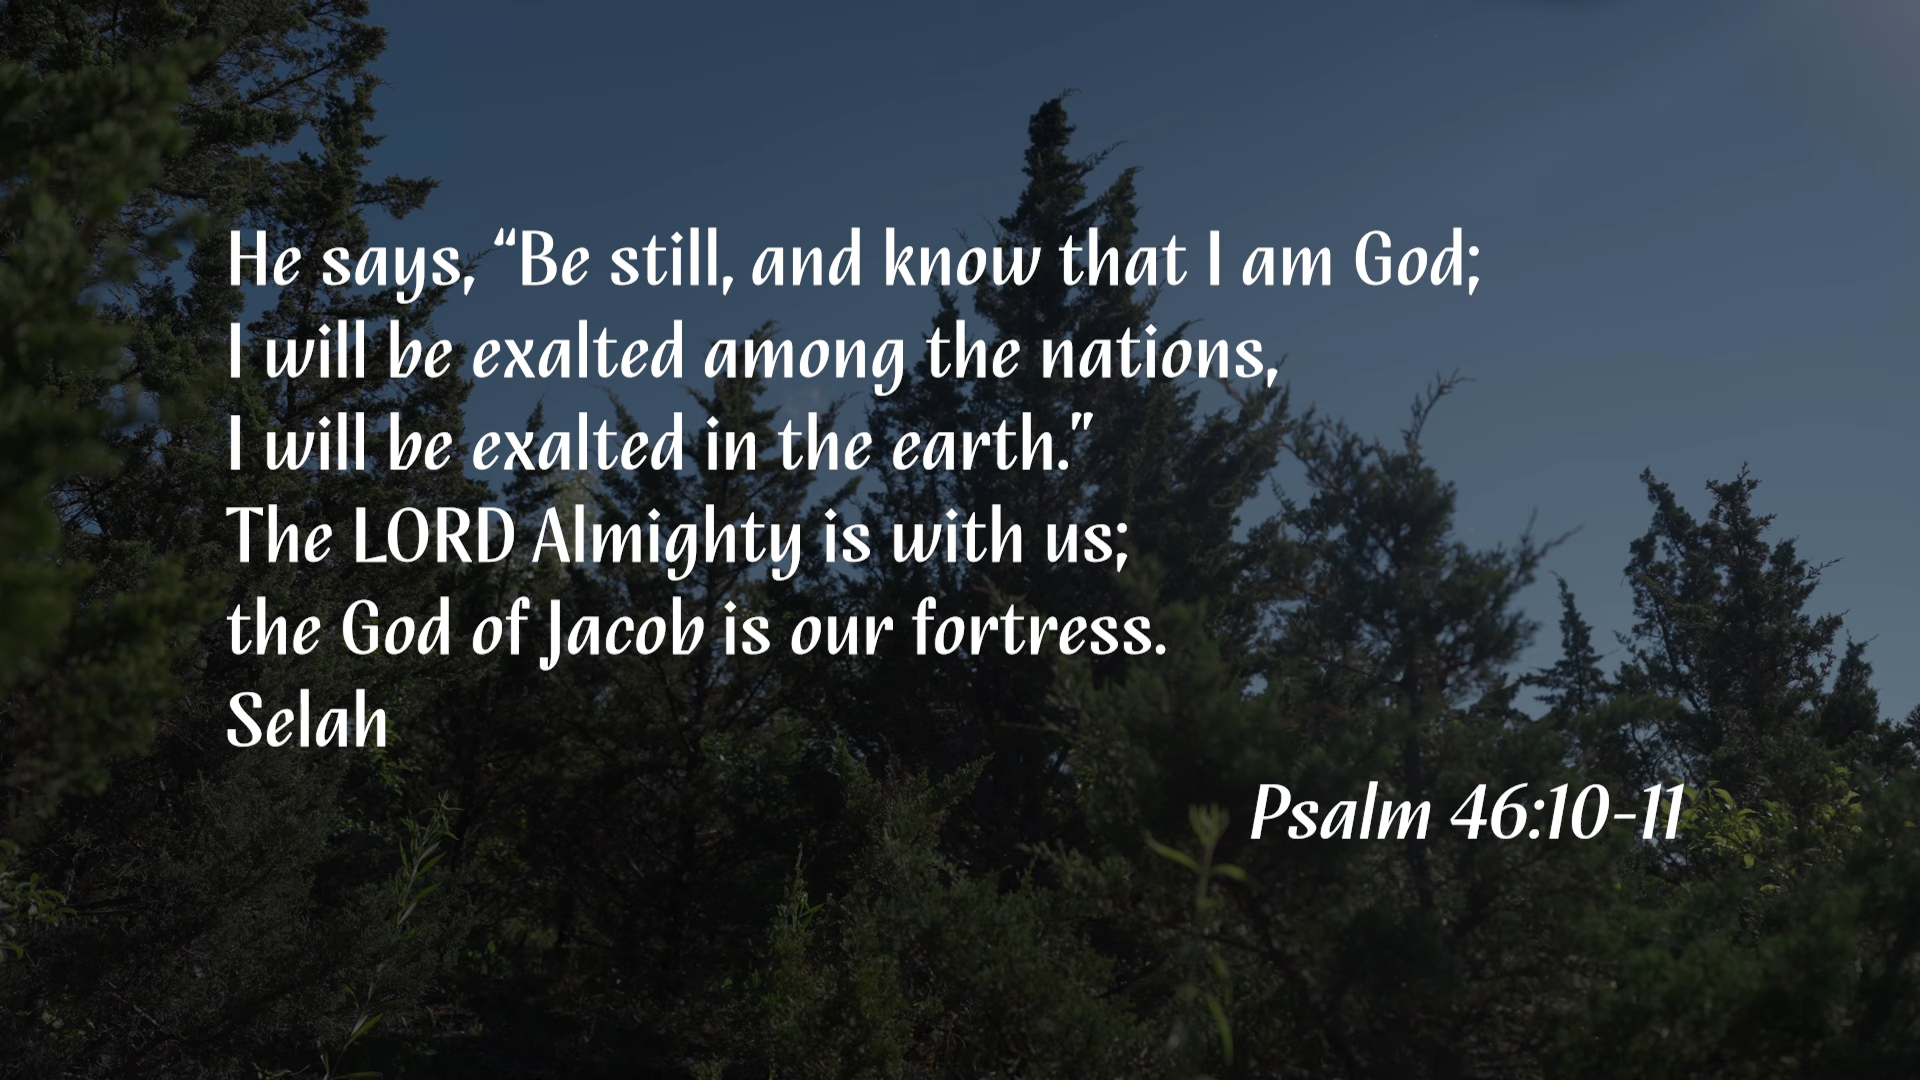 He says, “Be still, and know that I am God;
I will be exalted among the nations,
I will be exalted in the earth.”
The LORD Almighty is with us;
the God of Jacob is our fortress.
Selah
Psalm 46:10-11